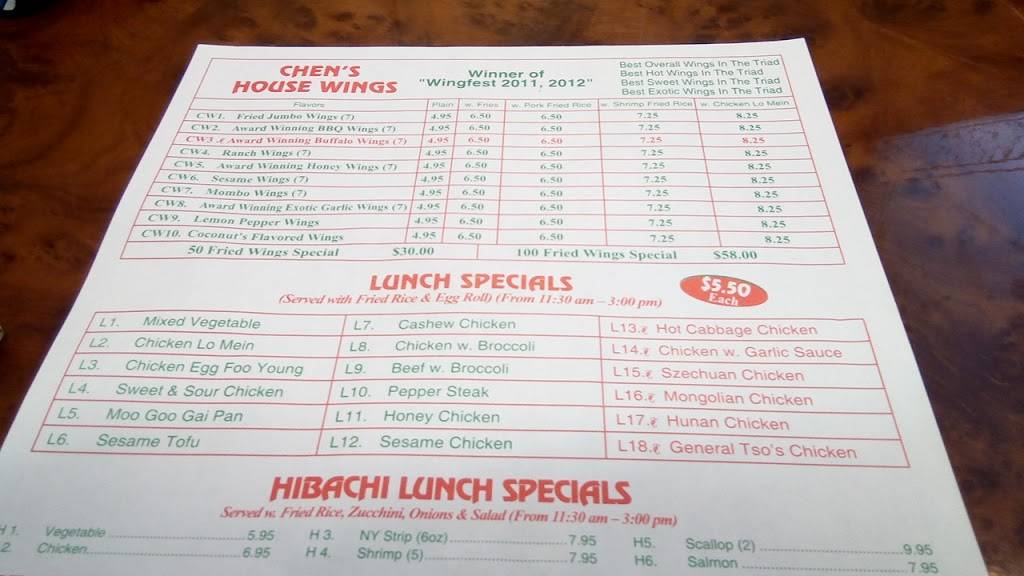 CHEN'S
HOUSE WINGS
Winner of
"Wingfest 2011, 2012"
Best Overall Wings In The Triad
Best Hot Wings In The Triad
Best Sweet Wings In The Triad
Best Exotic Wings In The Triad
Flavors Plain w. Fries w. Pork Fried Rice w. Shrimp Fried Rice w. Chicken Lo Mein
CW1. Fried Jumbo Wings (7) 4.95 6.50 6.50 7.25 8.25
CW2. Award Winning BBQ Wings (7) 4.95 6.50 6.50 7.25 8.25
CW3 Award Winning Buffalo Wings (7) 4.95 6.50 6.50 7.25 8.25
CW4. Ranch Wings (7) 4.95 6.50 6.50 7.25 8.25
CW5. Award Winning Honey Wings (7) 4.95 6.50 6.50 7.25 8.25
CW6. Sesame Wings (7) 4.95 6.50 6.50 7.25 8.25
CW7. Mombo Wings (7) 4.95 6.50 6.50 7.25 8.25
CW8. Award Winning Exotic Garlic Wings (7) 4.95 6.50 6.50 7.25 8.25
CW9. Lemon Pepper Wings 4.95 6.50 6.50 7.25 8.25
CW10. Coconut's Flavored Wings 4.95 6.50 6.50 7.25 8.25
50 Fried Wings Special $30.00 100 Fried Wings Special $58.00
LUNCH SPECIALS
(Served with Fried Rice & Egg Roll) (From 11:30 am – 3:00 pm)
$5.50
Each
L1. Mixed Vegetable L7. Cashew Chicken L13. Hot Cabbage Chicken
L2. Chicken Lo Mein L8. Chicken w. Broccoli L14. Chicken w. Garlic Sauce
L3. Chicken Egg Foo Young L9. Beef w. Broccoli L15. Szechuan Chicken
L4. Sweet & Sour Chicken L10. Pepper Steak L16. Mongolian Chicken
L5. Moo Goo Gai Pan L11. Honey Chicken L17. Hunan Chicken
L6. Sesame Tofu L12. Sesame Chicken L18. General Tso's Chicken
HIBACHI LUNCH SPECIALS
Served w. Fried Rice, Zucchini, Onions & Salad (From 11:30 am – 3:00 pm)
H 1. Vegetable 5.95 H 3. NY Strip (6oz) 7.95 H5. Scallop (2) 9.95
2. Chicken 6.95 H 4. Shrimp (5) 7.95 H6. Salmon 7.95